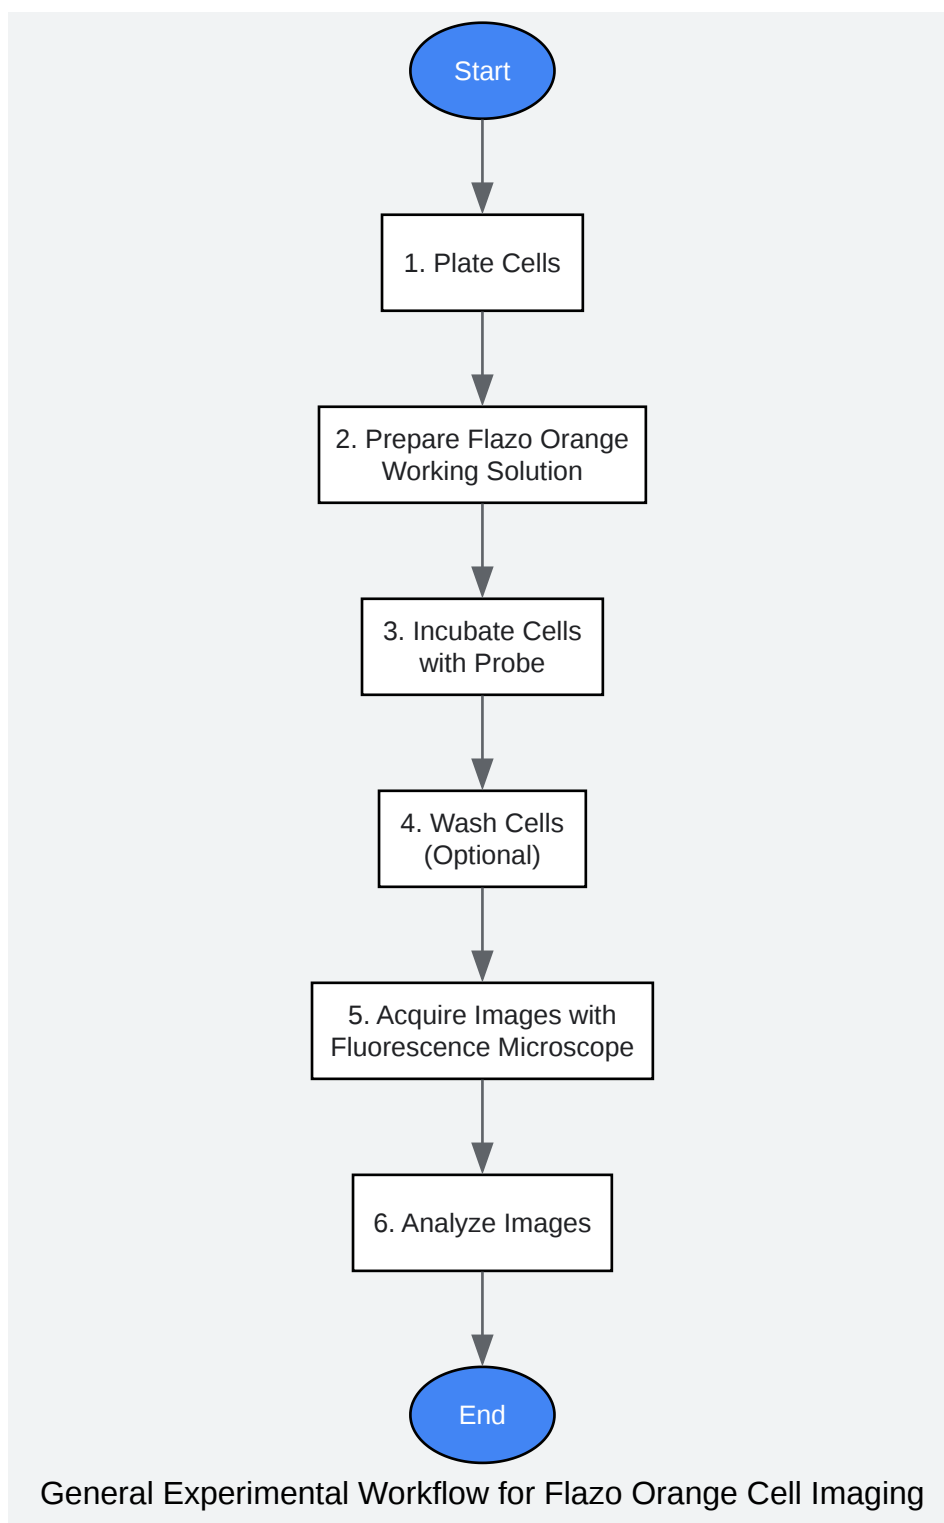 Start
1. Plate Cells
2. Prepare Flazo Orange
Working Solution
3. Incubate Cells
with Probe
4. Wash Cells
(Optional)
5. Acquire Images with
Fluorescence Microscope
6. Analyze Images
End
General Experimental Workflow for Flazo Orange Cell Imaging